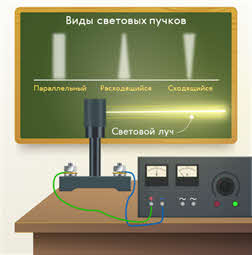 Виды световых пучков
Параллельный Расходящийся Сходящийся
Световой луч